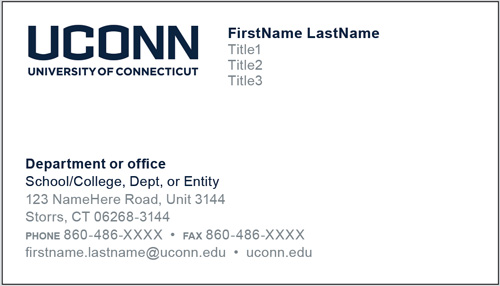 UCONN
UNIVERSITY OF CONNECTICUT
FirstName LastName
Title1
Title2
Title3
Department or office
School/College, Dept, or Entity
123 NameHere Road, Unit 3144
Storrs, CT 06268-3144
PHONE 860-486-XXXX • FAX 860-486-XXXX
firstname.lastname@uconn.edu • uconn.edu